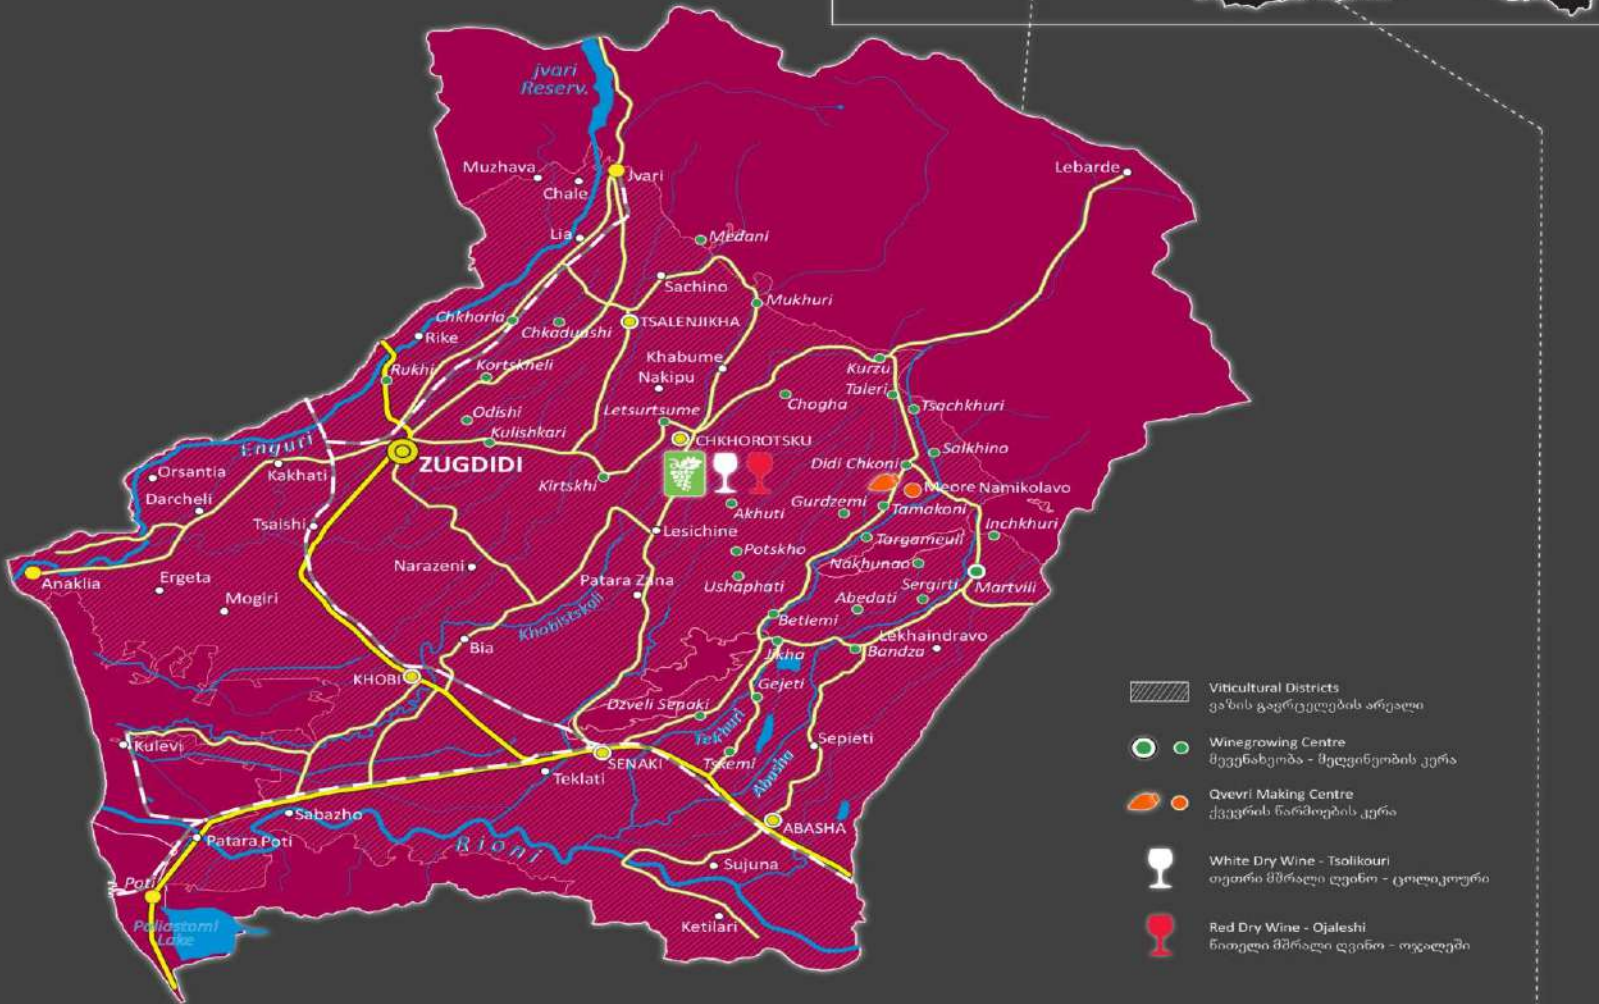 jvari
Reserv.
Muzhava
Chale
Jvari
Lebarde
Lia
Medani
Sachino
Mukhuri
Chkhoria
Chkaduashi
TSALENJIKHA
Rike
Khabume
Nakipu
Kurzu
Rukhi
Kortskheli
Taleri
Chogha
Tsachkhuri
Odishi
Letsurtsume
Kulishkari
CHKHOROTSKU
Enguri
Salkhino
ZUGDIDI
Didi Chkoni
Orsantia
Kakhati
Kirtskhi
Meore Namikolavo
Darcheli
Gurdzemi
Tamakoni
Akhuti
Tsaishi
Lesichine
Inchkhuri
Targameuli
Potskho
Narazeni
Nakhunao
Anaklia
Ergeta
Patara Zana
Ushaphati
Sergirti
Martvili
Mogiri
Abedati
Khobistskali
Betlemi
Bia
Lekhaindravo
Jikha
Bandza
KHOBI
Gejeti
Dzveli Senaki
Tekhuri
Kulevi
Sepieti
SENAKI
Tskemi
Teklati
Abasha
Sabazho
ABASHA
Patara Poti
Rioni
Sujuna
Poti
Paliastomi
Lake
Ketilari
Viticultural Districts
ვაზის გავრცელების არეალი
Winegrowing Centre
მევენახეობა - მეღვინეობის კერა
Qvevri Making Centre
ქვევრის წარმოების კერა
White Dry Wine - Tsolikouri
თეთრი მშრალი ღვინო - ცოლიკოური
Red Dry Wine - Ojaleshi
წითელი მშრალი ღვინო - ოჯალეში